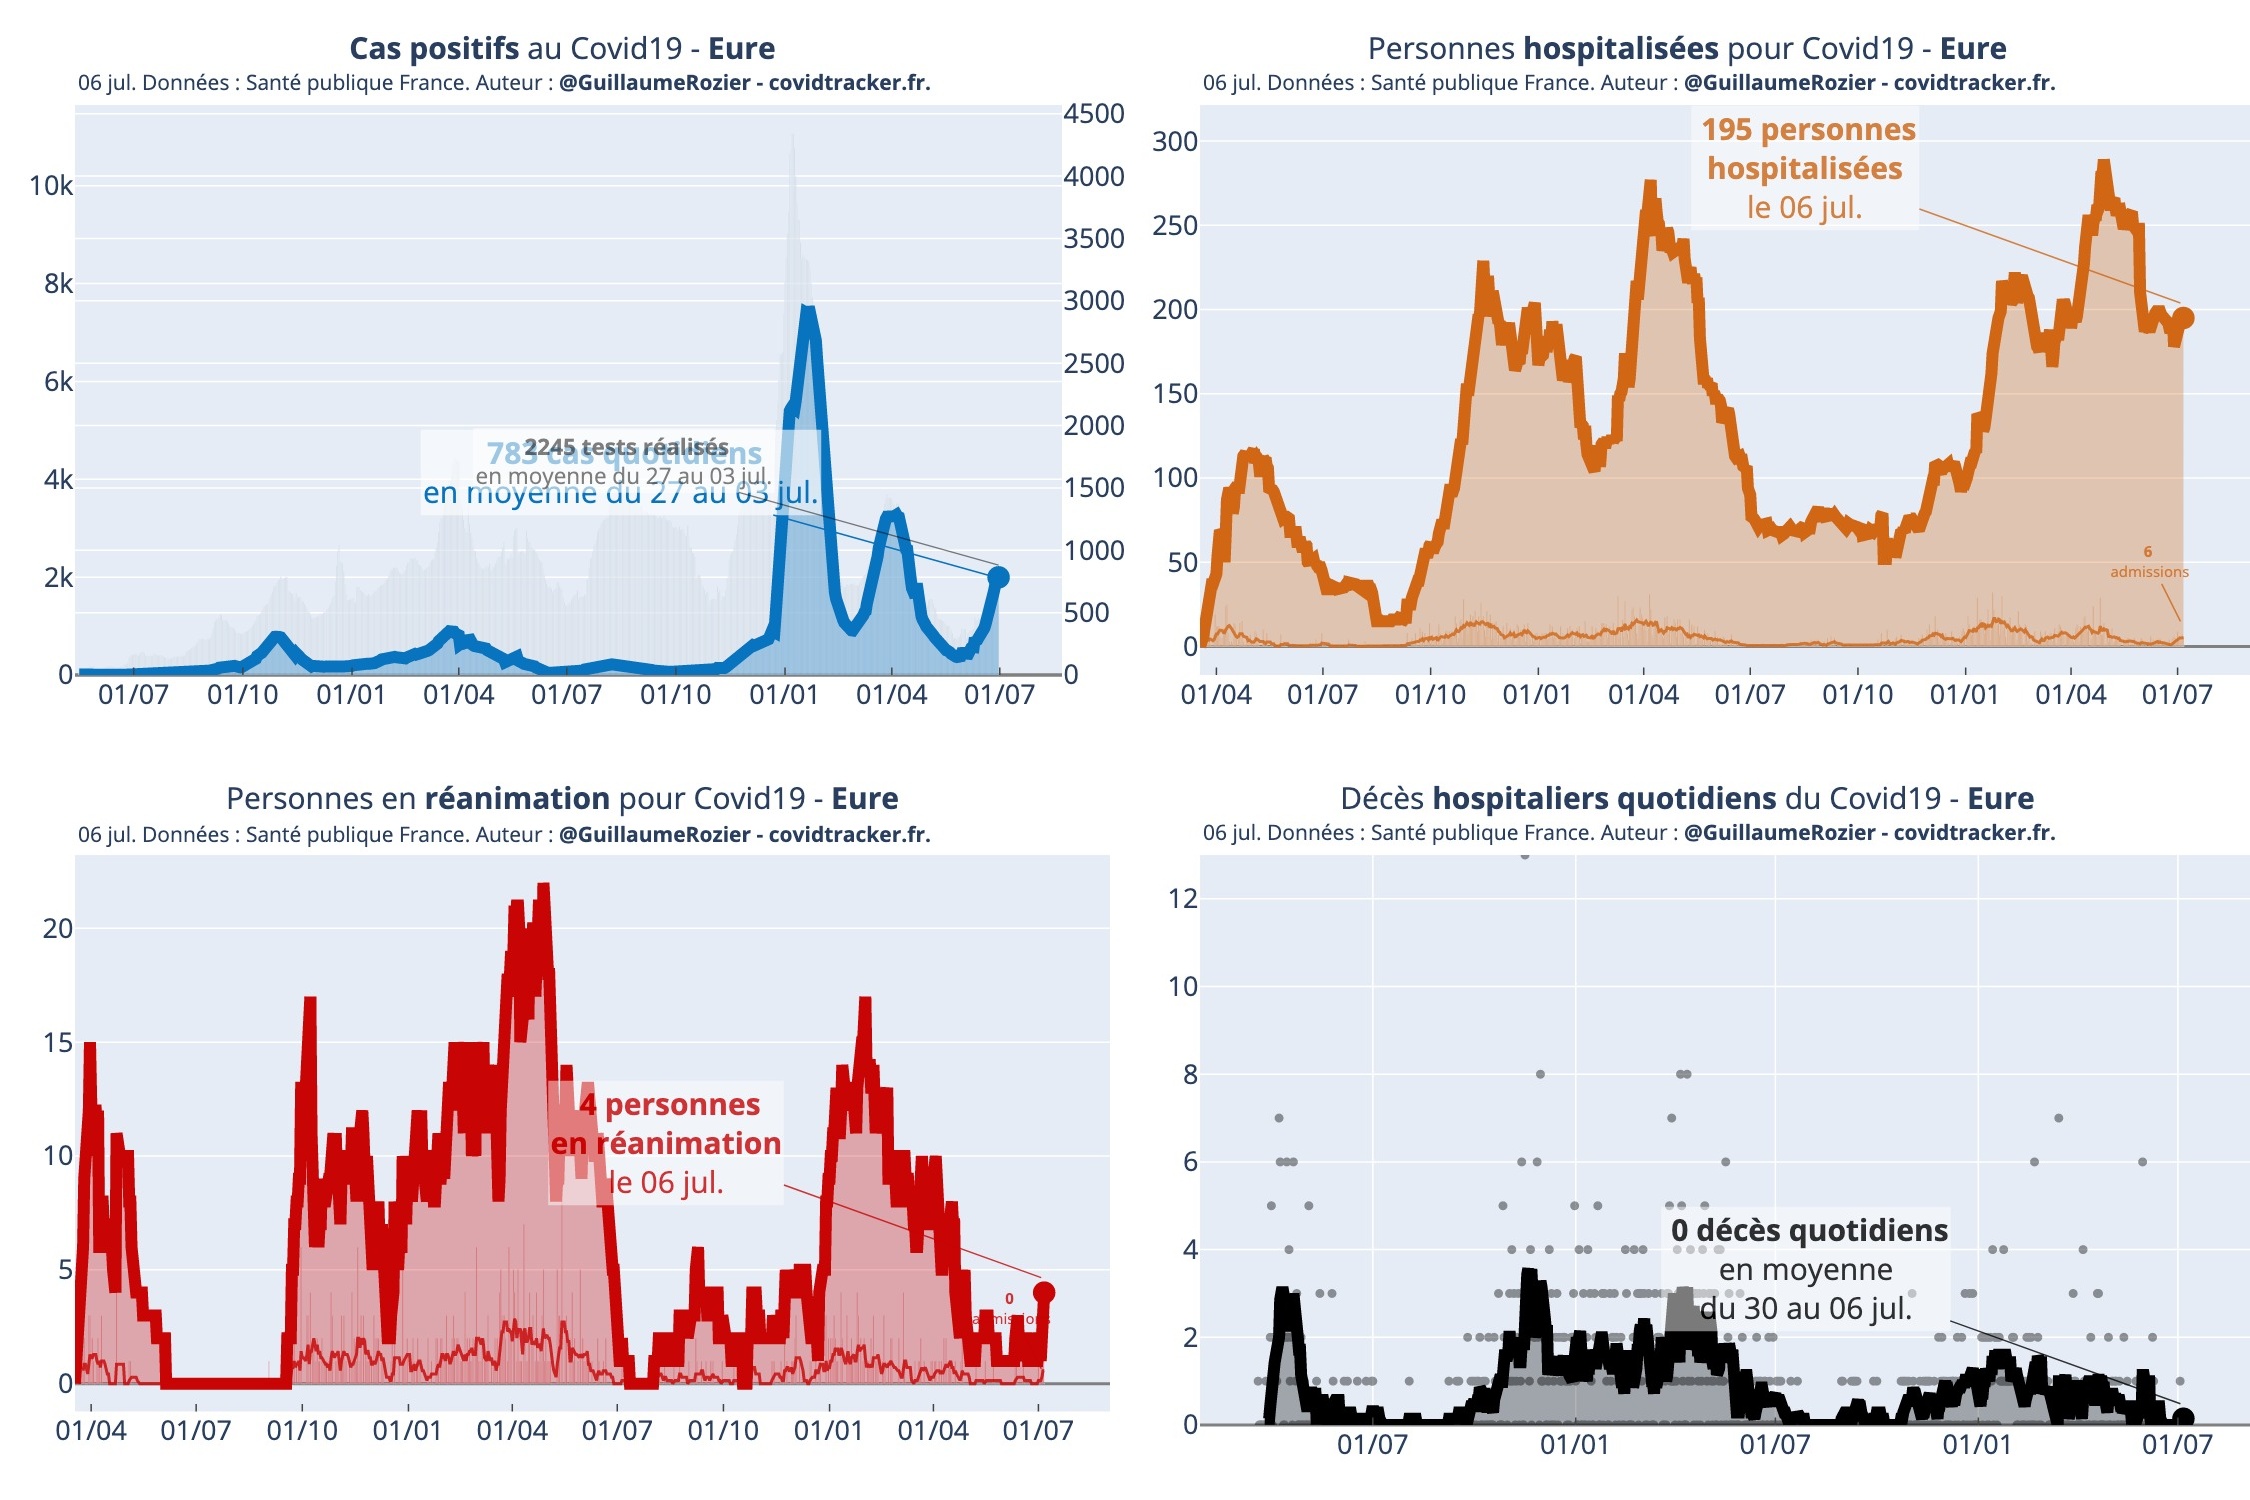 Cas positifs au Covid19 - Eure
06 jul. Données : Santé publique France. Auteur : @GuillaumeRozier - covidtracker.fr.
10k
8k
6k
4k
2k
0
4500
4000
3500
3000
2500
2000
1500
1000
500
0
783 cas quotidiens
en moyenne du 27 au 03 jul.
2245 tests réalisés
en moyenne du 27 au 03 jul.
01/07 01/10 01/01 01/04 01/07 01/10 01/01 01/04 01/07
Personnes hospitalisées pour Covid19 - Eure
06 jul. Données : Santé publique France. Auteur : @GuillaumeRozier - covidtracker.fr.
300
250
200
150
100
50
0
195 personnes
hospitalisées
le 06 jul.
6
admissions
01/04 01/07 01/10 01/01 01/04 01/07 01/10 01/01 01/04 01/07
Personnes en réanimation pour Covid19 - Eure
06 jul. Données : Santé publique France. Auteur : @GuillaumeRozier - covidtracker.fr.
20
15
10
5
0
4 personnes
en réanimation
le 06 jul.
0
admissions
01/04 01/07 01/10 01/01 01/04 01/07 01/10 01/01 01/04 01/07
Décès hospitaliers quotidiens du Covid19 - Eure
06 jul. Données : Santé publique France. Auteur : @GuillaumeRozier - covidtracker.fr.
12
10
8
6
4
2
0
0 décès quotidiens
en moyenne
du 30 au 06 jul.
01/07 01/01 01/07 01/01 01/07